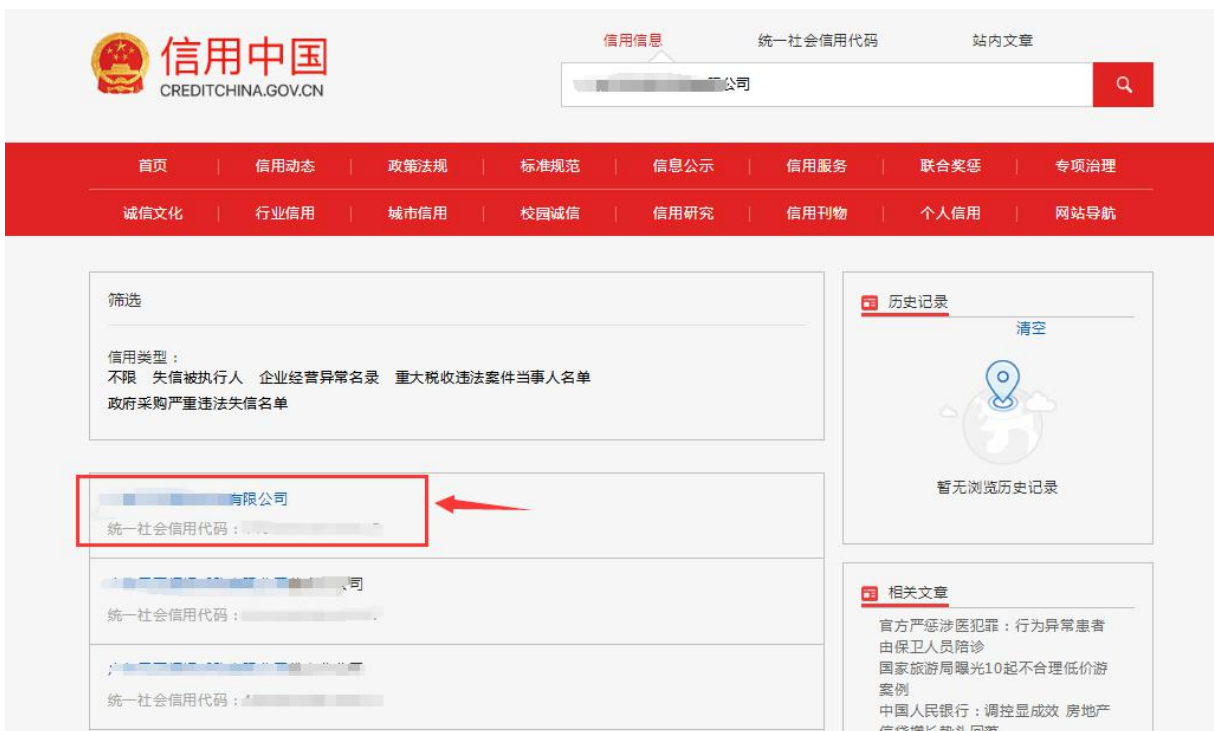 信用信息 统一社会信用代码 站内文章
信用中国
CREDITCHINA.GOV.CN
公司
首页 信用动态 政策法规 标准规范 信息公示 信用服务 联合奖惩 专项治理
诚信文化 行业信用 城市信用 校园诚信 信用研究 信用刊物 个人信用 网站导航
筛选
信用类型：
不限 失信被执行人 企业经营异常名录 重大税收违法案件当事人名单
政府采购严重违法失信名单
有限公司
统一社会信用代码：
司
统一社会信用代码：
统一社会信用代码：
历史记录
清空
暂无浏览历史记录
相关文章
官方严惩涉医犯罪：行为异常患者
由保卫人员陪诊
国家旅游局曝光10起不合理低价游
案例
中国人民银行：调控显成效 房地产